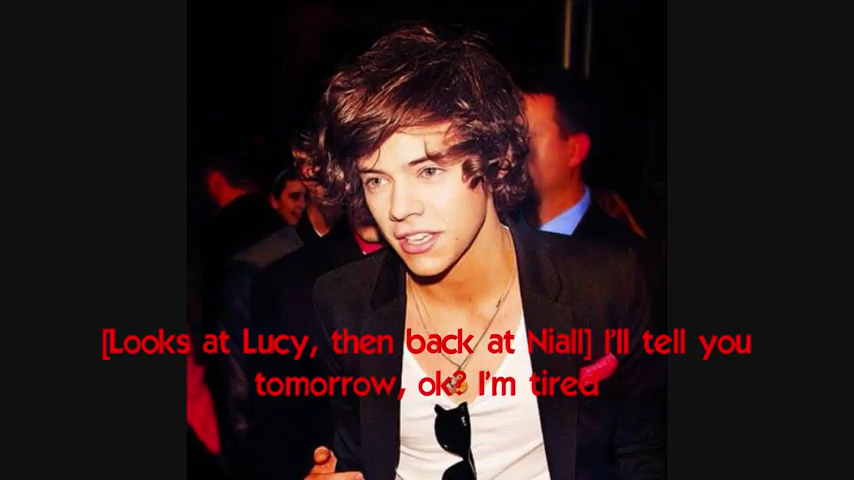 [Looks at Lucy, then back at Niall] I'll tell you
tomorrow, ok? I'm tired